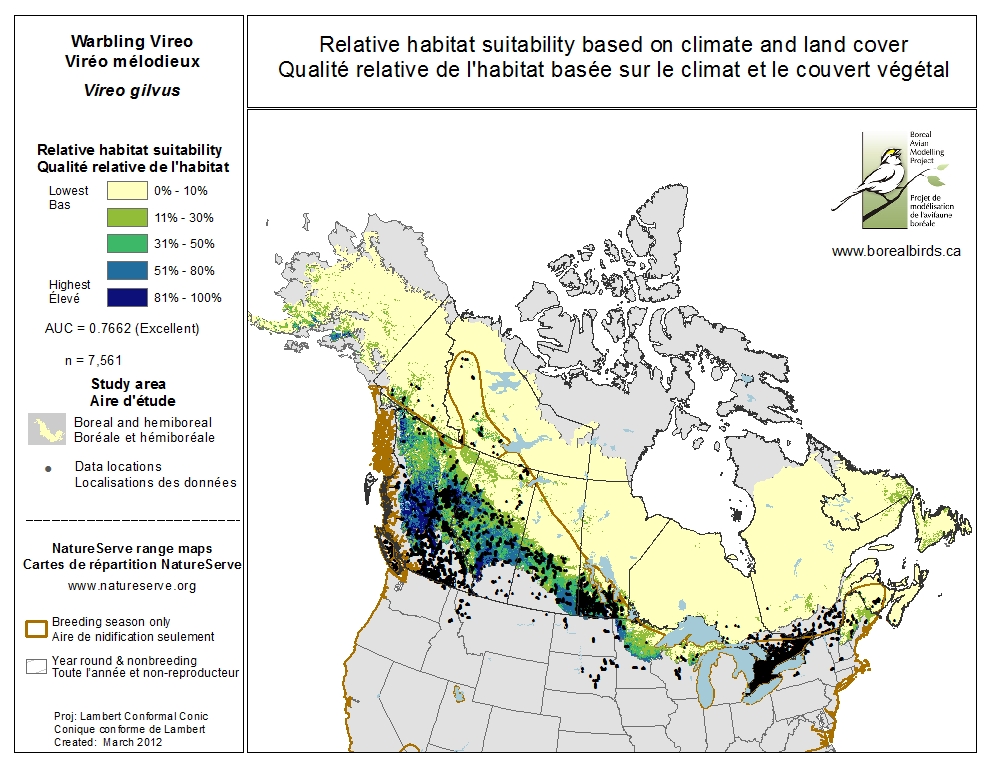 Warbling Vireo
Viréo mélodieux
Vireo gilvus
Relative habitat suitability based on climate and land cover
Qualité relative de l'habitat basée sur le climat et le couvert végétal
Relative habitat suitability
Qualité relative de l'habitat
Lowest
Bas
0% - 10%
11% - 30%
31% - 50%
51% - 80%
Highest
Élevé
81% - 100%
AUC = 0.7662 (Excellent)
n = 7,561
Study area
Aire d'étude
Boreal and hemiboreal
Boréale et hémiboréale
Data locations
Localisations des données
NatureServe range maps
Cartes de répartition NatureServe
www.natureserve.org
Breeding season only
Aire de nidification seulement
Year round & nonbreeding
Toute l'année et non-reproducteur
Proj: Lambert Conformal Conic
Conique conforme de Lambert
Created: March 2012
Boreal
Avian
Modelling
Project
Projet de
modélisation
de l'avifaune
boréale
www.borealbirds.ca